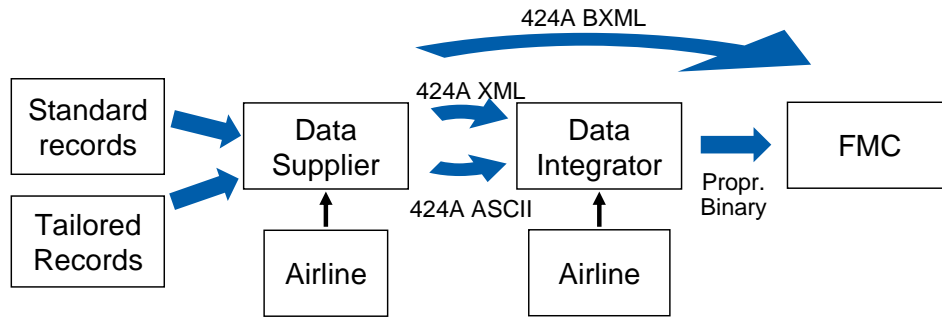 424A BXML
424A XML
Standard
records
Data
Supplier
Data
Integrator
FMC
Propr.
Binary
424A ASCII
Tailored
Records
Airline
Airline